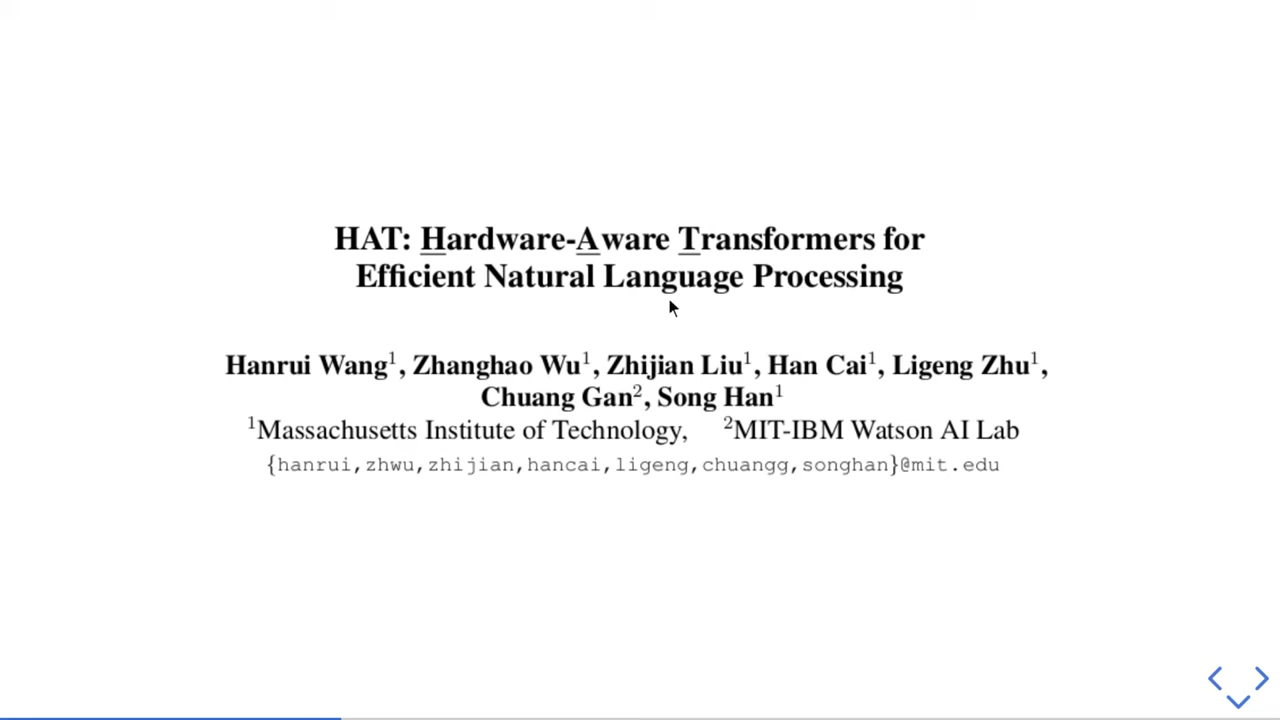 HAT: Hardware-Aware Transformers for
Efficient Natural Language Processing
Hanrui Wang¹, Zhanghao Wu¹, Zhijian Liu¹, Han Cai¹, Ligeng Zhu¹,
Chuang Gan², Song Han¹
¹Massachusetts Institute of Technology, ²MIT-IBM Watson AI Lab
{hanrui,zhwu,zhijian,hancai,ligeng,chuangg,songhan}@mit.edu